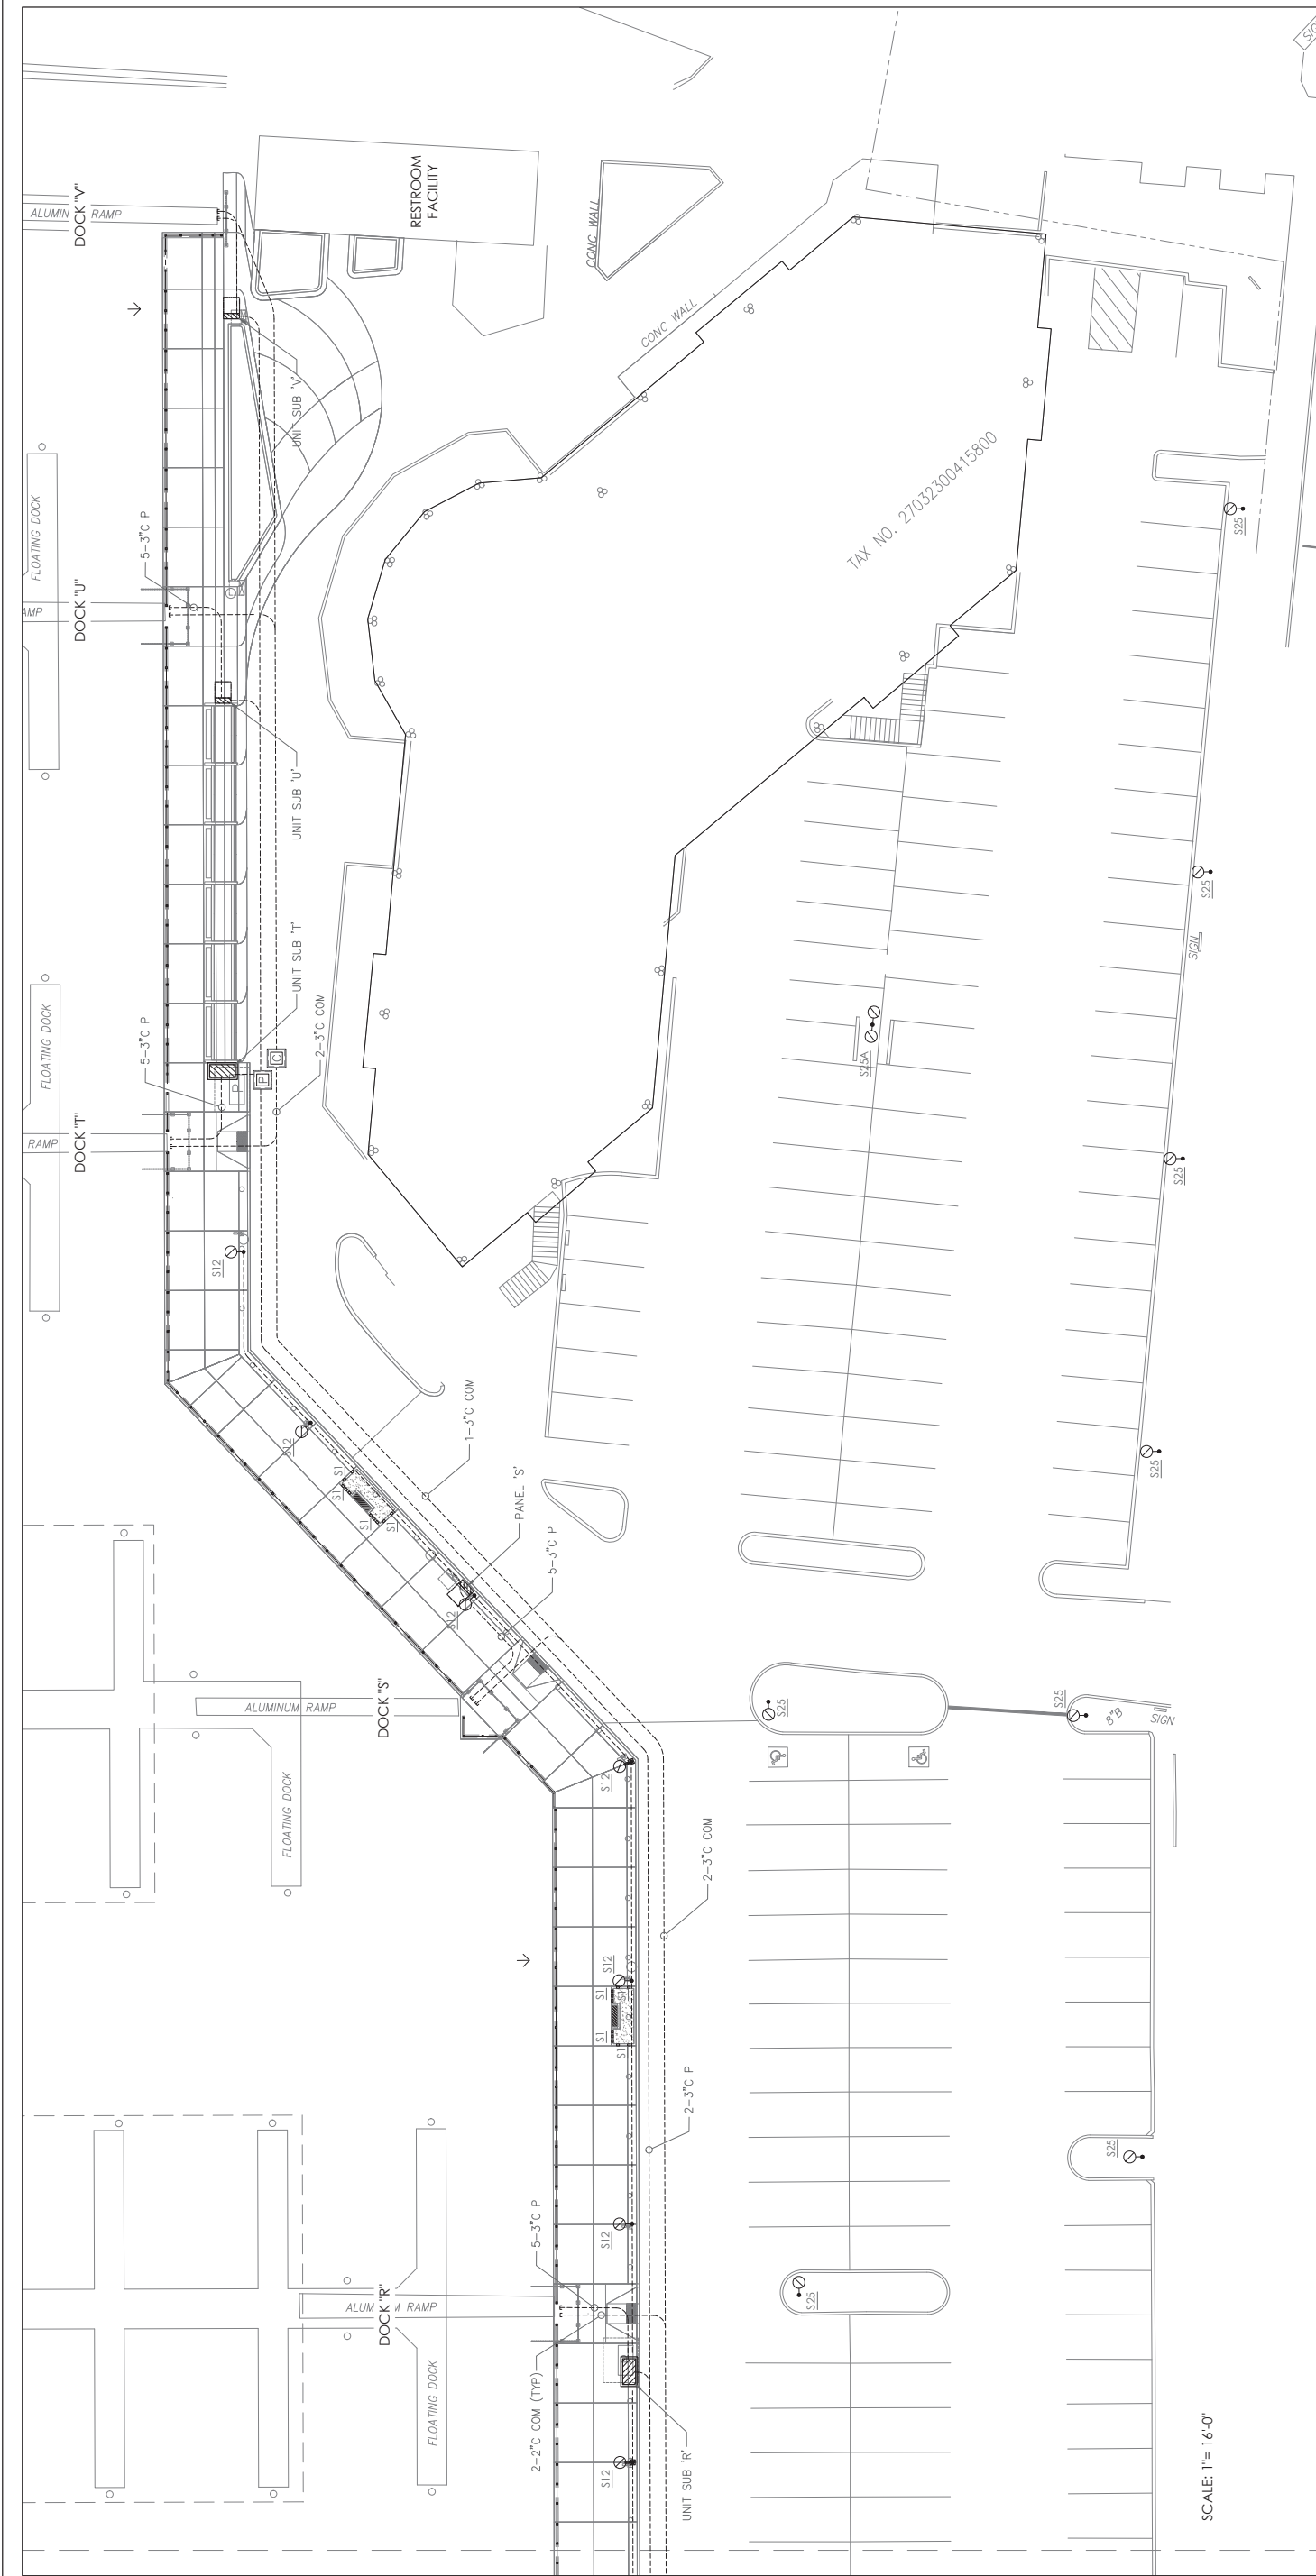 SIGN
DOCK "V"
ALUMIN
RAMP
RESTROOM
FACILITY
CONC WALL
CONC WALL
UNIT SUB 'V'
FLOATING DOCK
5-3"C P
DOCK "U"
AMP
TAX NO. 27032300415800
S25
UNIT SUB 'U'
S25
SIGN
UNIT SUB 'T'
FLOATING DOCK
5-3"C P
2-3"C COM
P
C
P
S25A
DOCK "T"
RAMP
S25
S12
1-3"C COM
S12
S1
S1
S1
S1
S25
PANEL 'S'
5-3"C P
S12
DOCK "S"
ALUMINUM RAMP
S25
S25
8"B
SIGN
FLOATING DOCK
S12
2-3"C COM
S12
S1
S1
S1
S1
2-3"C P
S25
5-3"C P
S12
DOCK "R"
ALUM
M RAMP
S25
FLOATING DOCK
2-2"C COM (TYP)
UNIT SUB 'R'
S12
SCALE: 1"= 16'-0"